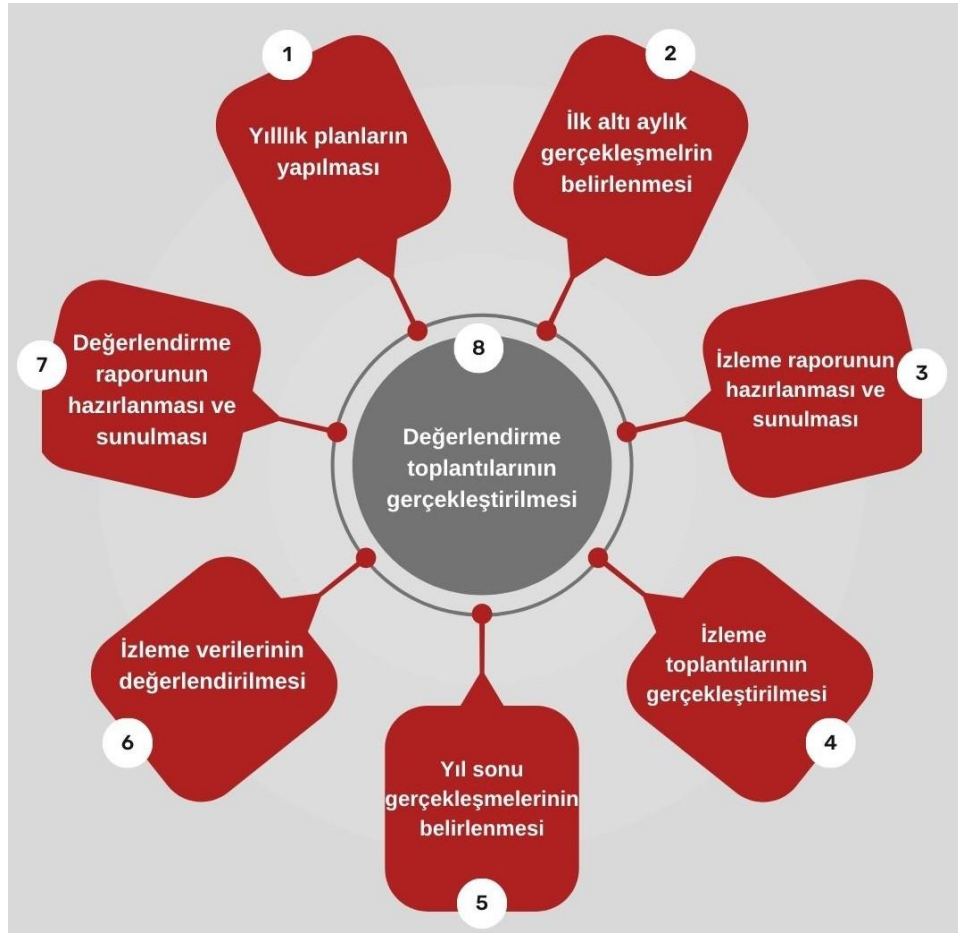 1
Yılllık planların
yapılması
2
İlk altı aylık
gerçekleşmelrin
belirlenmesi
3
İzleme raporunun
hazırlanması ve
sunulması
4
İzleme
toplantılarının
gerçekleştirilmesi
5
Yıl sonu
gerçekleşmelerinin
belirlenmesi
6
İzleme verilerinin
değerlendirilmesi
7
Değerlendirme
raporunun
hazırlanması ve
sunulması
8
Değerlendirme
toplantılarının
gerçekleştirilmesi